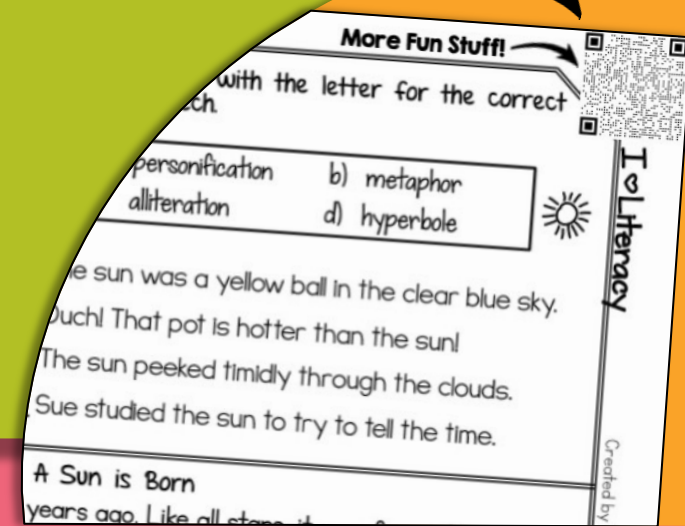 More Fun Stuff!
with the letter for the correct
personification b) metaphor
alliteration d) hyperbole
sun was a yellow ball in the clear blue sky.
Ouch! That pot is hotter than the sun!
The sun peeked timidly through the clouds.
Sue studied the sun to try to tell the time.
A Sun is Born
years ago. Like all stars, it
I Literacy
Created by